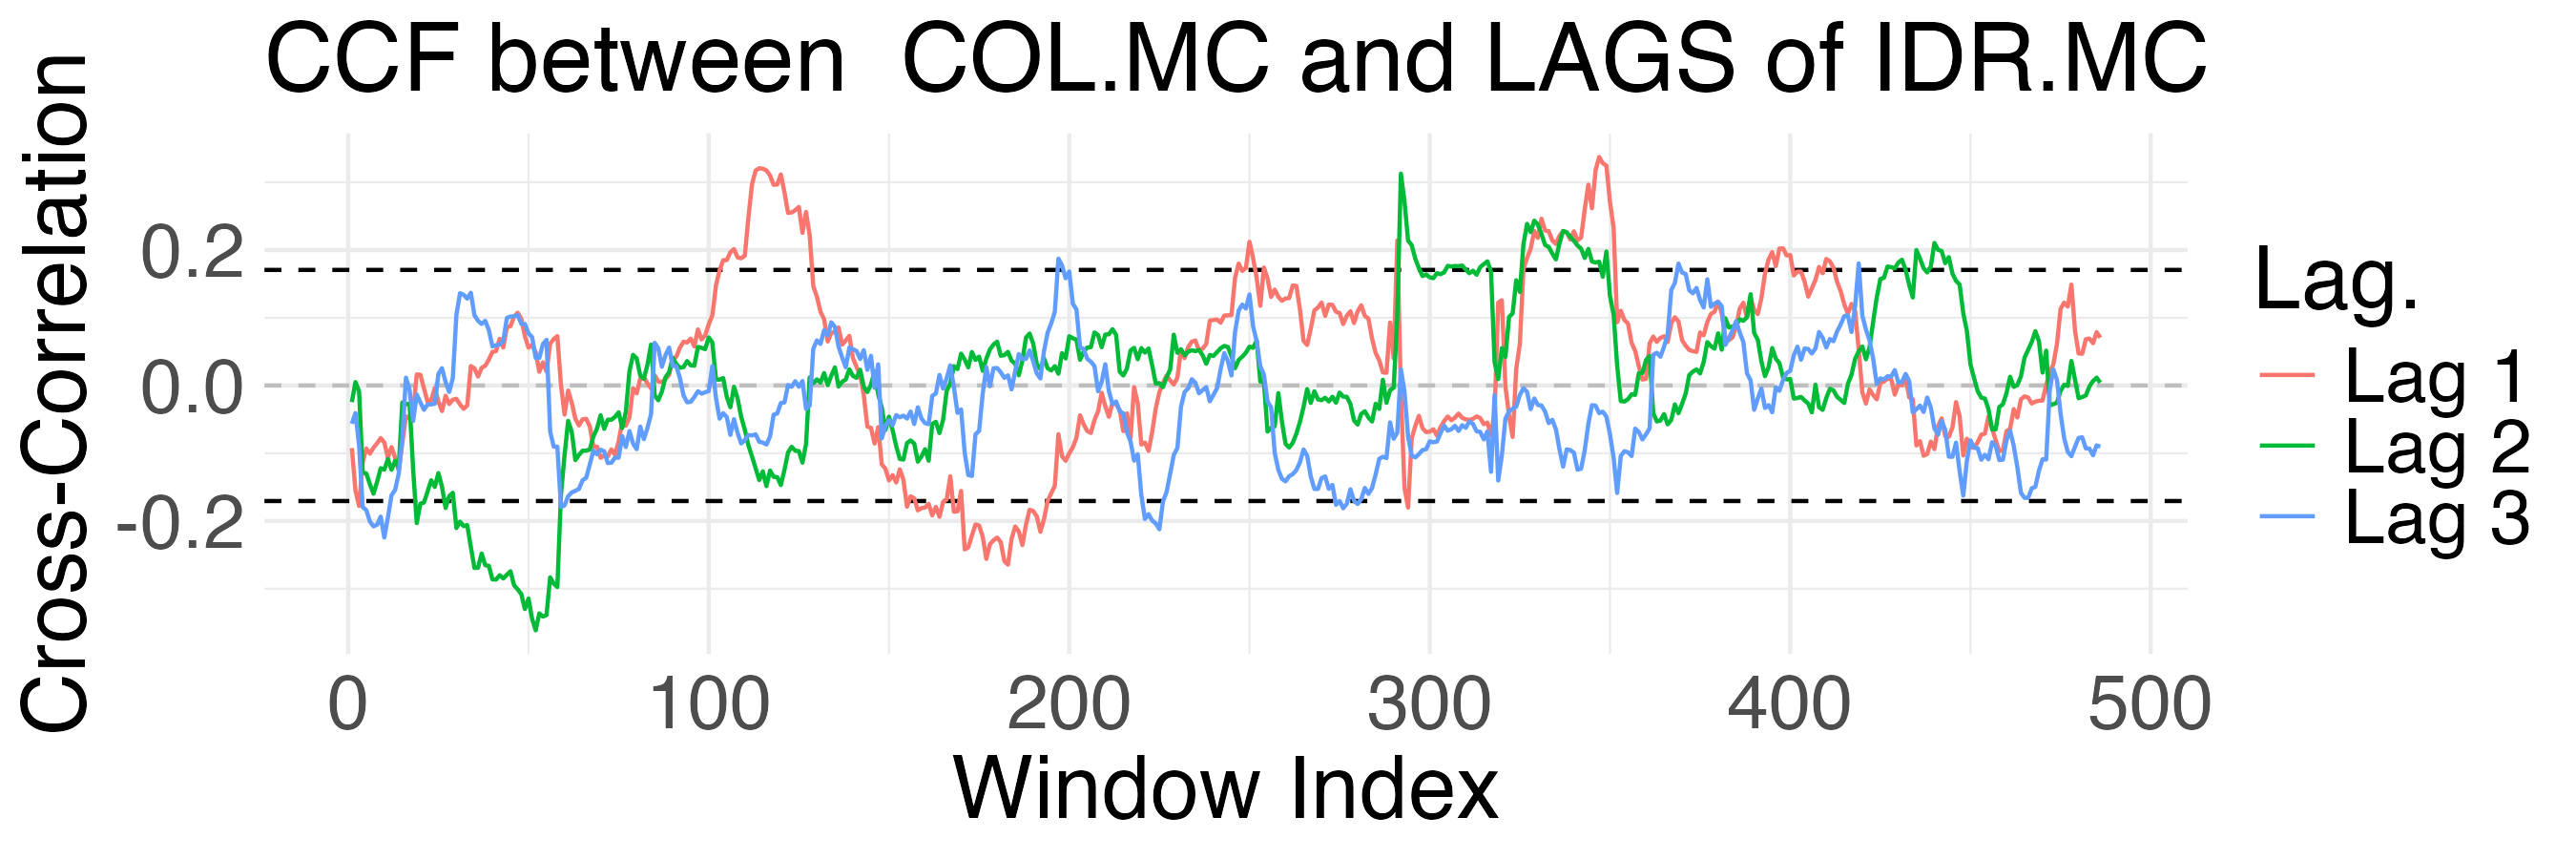 CCF between  COL.MC and LAGS of IDR.MC
Cross-Correlation
0.2
0.0
-0.2
0 100 200 300 400 500
Window Index
Lag.
Lag 1
Lag 2
Lag 3